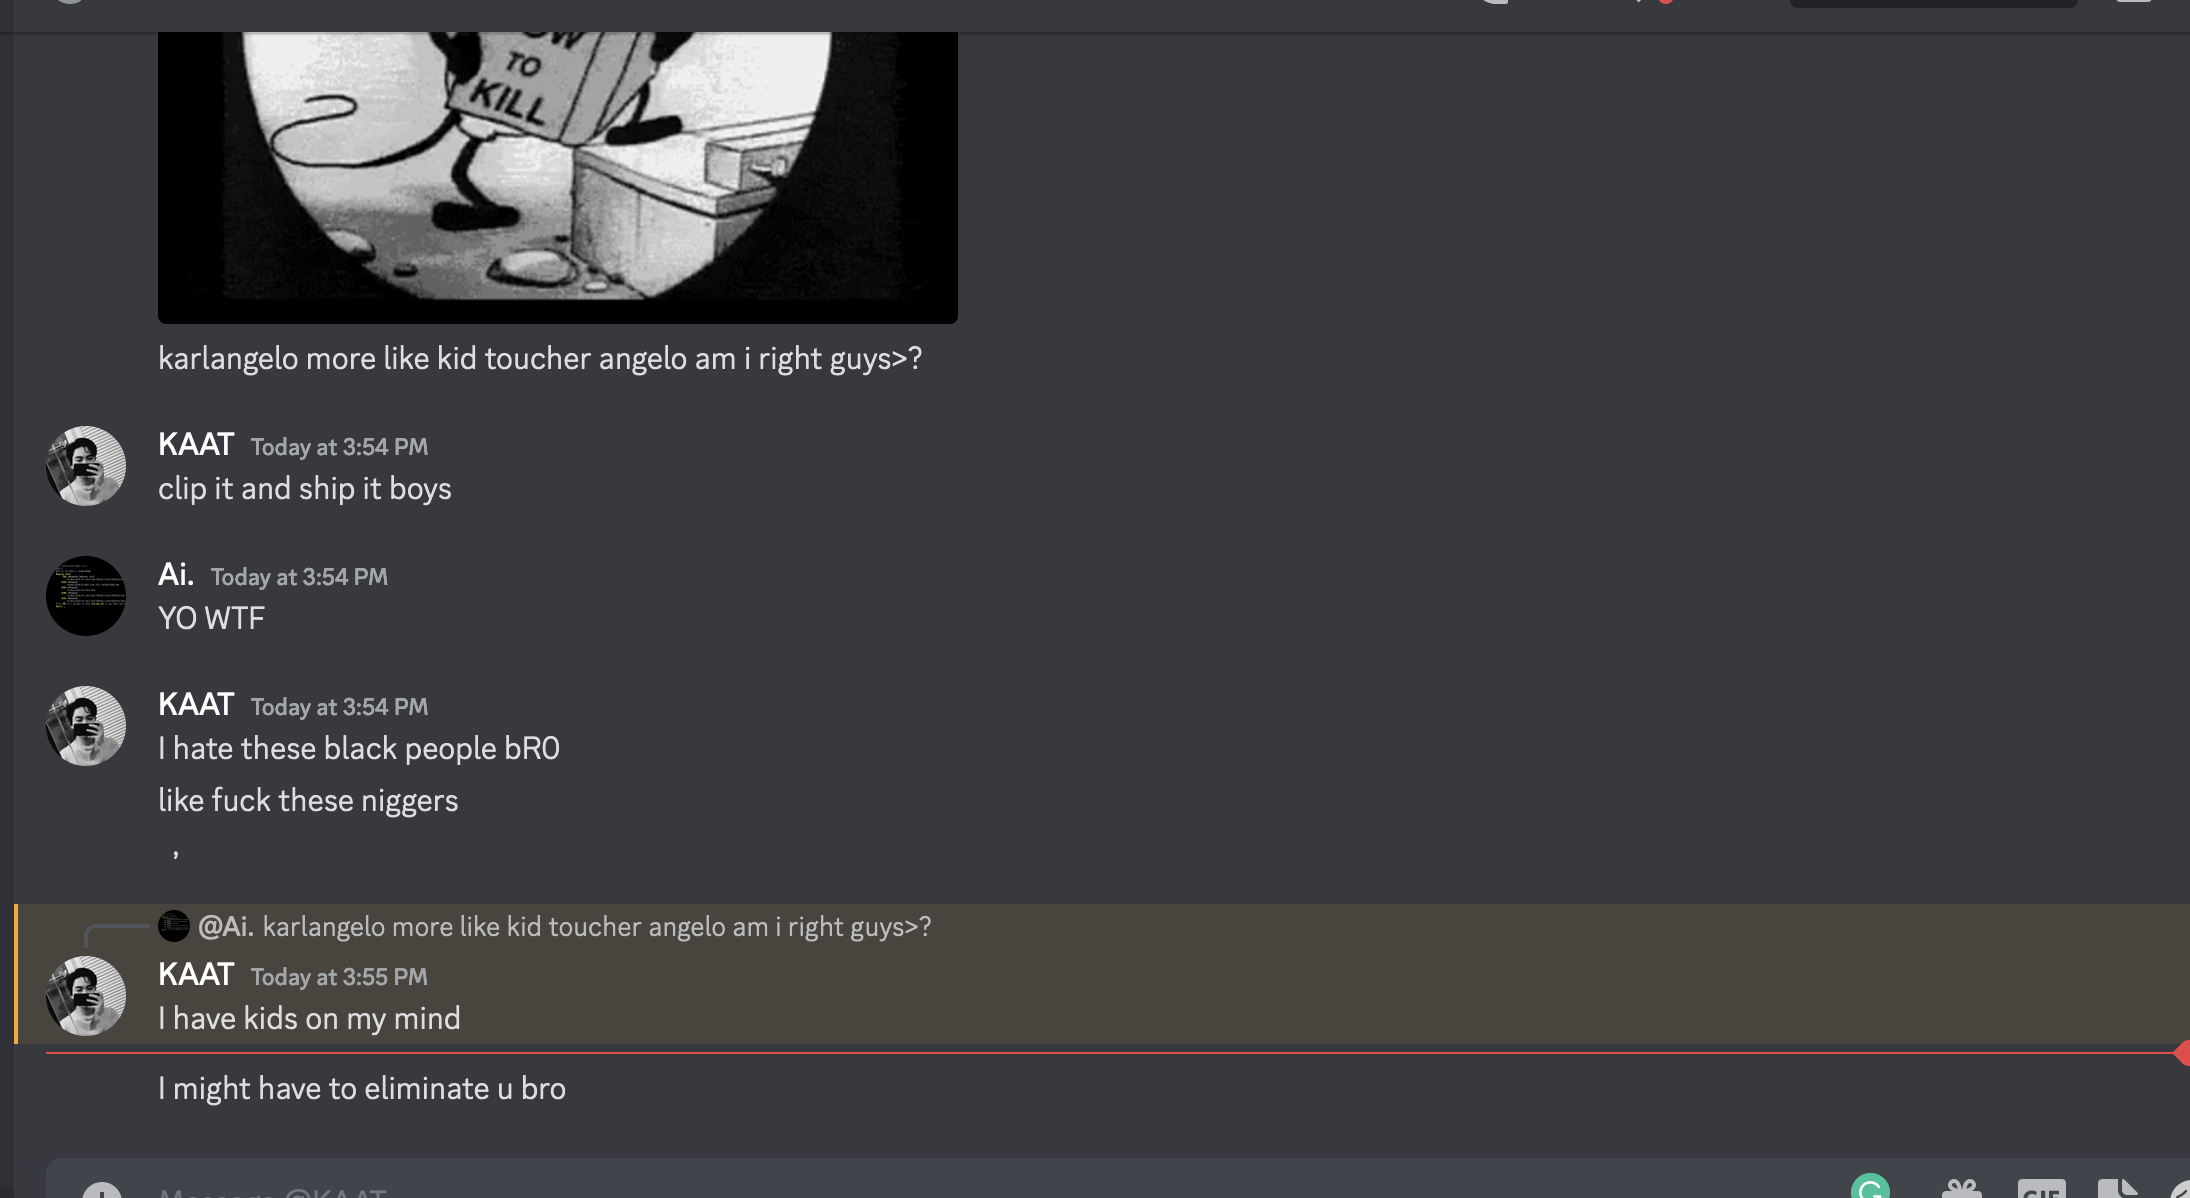 TO
KILL
karlangelo more like kid toucher angelo am i right guys>?
KAAT Today at 3:54 PM
clip it and ship it boys
Ai. Today at 3:54 PM
YO WTF
KAAT Today at 3:54 PM
I hate these black people bR0
like fuck these niggers
,
@Ai. karlangelo more like kid toucher angelo am i right guys>?
KAAT Today at 3:55 PM
I have kids on my mind
I might have to eliminate u bro
Message @KAAT
GIF